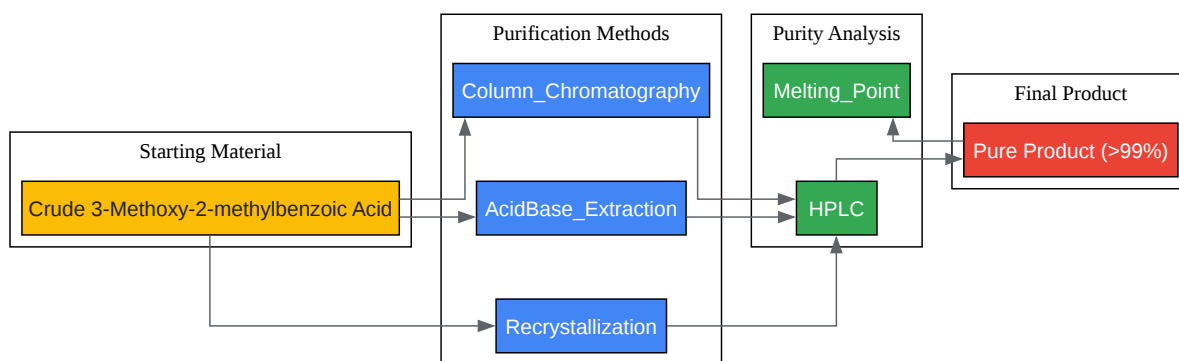 Starting Material
Crude 3-Methoxy-2-methylbenzoic Acid
Purification Methods
Column_Chromatography
AcidBase_Extraction
Recrystallization
Purity Analysis
Melting_Point
HPLC
Final Product
Pure Product (>99%)